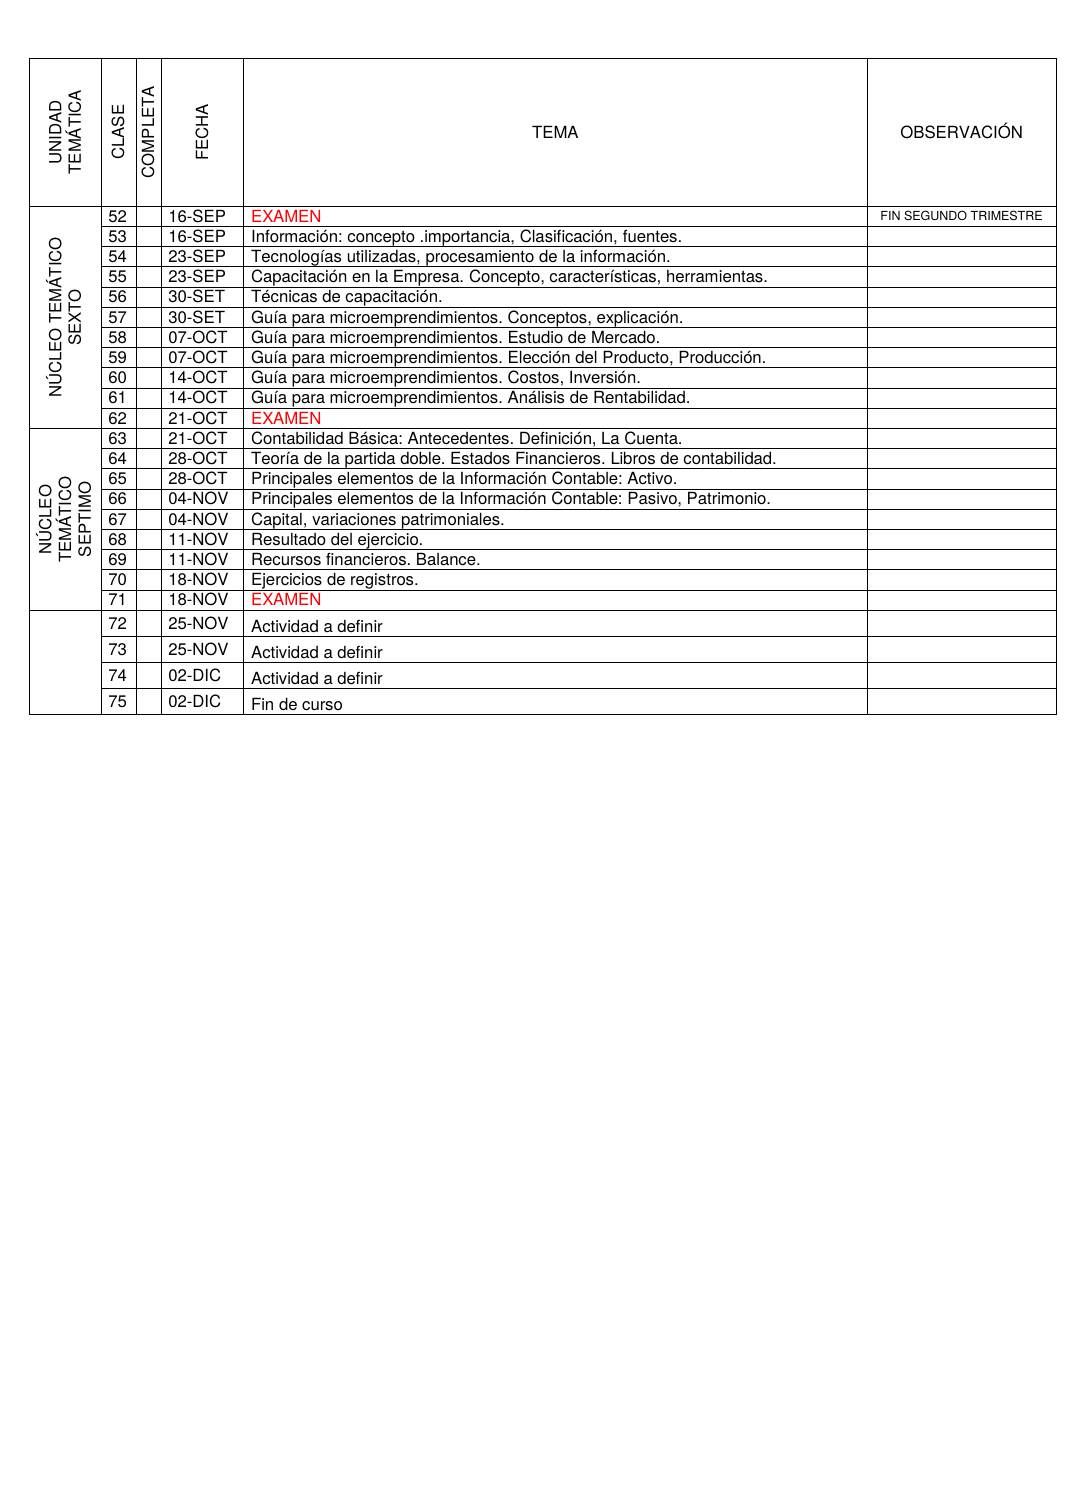 UNIDAD
TEMÁTICA
CLASE
COMPLETA
FECHA
TEMA
OBSERVACIÓN
NÚCLEO TEMÁTICO
SEXTO
52 16-SEP EXAMEN FIN SEGUNDO TRIMESTRE
53 16-SEP Información: concepto .importancia, Clasificación, fuentes.
54 23-SEP Tecnologías utilizadas, procesamiento de la información.
55 23-SEP Capacitación en la Empresa. Concepto, características, herramientas.
56 30-SET Técnicas de capacitación.
57 30-SET Guía para microemprendimientos. Conceptos, explicación.
58 07-OCT Guía para microemprendimientos. Estudio de Mercado.
59 07-OCT Guía para microemprendimientos. Elección del Producto, Producción.
60 14-OCT Guía para microemprendimientos. Costos, Inversión.
61 14-OCT Guía para microemprendimientos. Análisis de Rentabilidad.
62 21-OCT EXAMEN
NÚCLEO
TEMÁTICO
SEPTIMO
63 21-OCT Contabilidad Básica: Antecedentes. Definición, La Cuenta.
64 28-OCT Teoría de la partida doble. Estados Financieros. Libros de contabilidad.
65 28-OCT Principales elementos de la Información Contable: Activo.
66 04-NOV Principales elementos de la Información Contable: Pasivo, Patrimonio.
67 04-NOV Capital, variaciones patrimoniales.
68 11-NOV Resultado del ejercicio.
69 11-NOV Recursos financieros. Balance.
70 18-NOV Ejercicios de registros.
71 18-NOV EXAMEN
72 25-NOV Actividad a definir
73 25-NOV Actividad a definir
74 02-DIC Actividad a definir
75 02-DIC Fin de curso